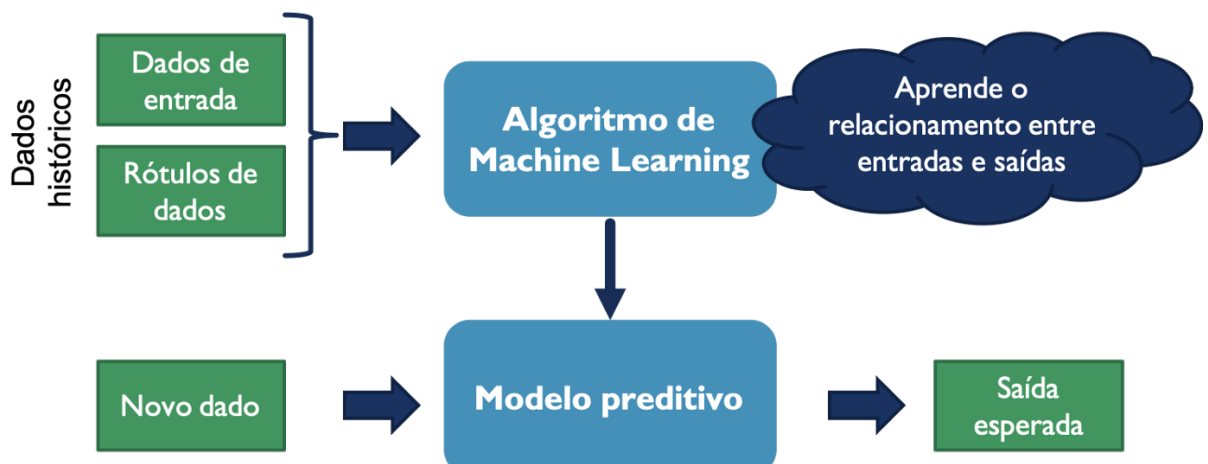 Dados
históricos
Dados de
entrada
Rótulos de
dados
Algoritmo de
Machine Learning
Aprende o
relacionamento entre
entradas e saídas
Novo dado
Modelo preditivo
Saída
esperada